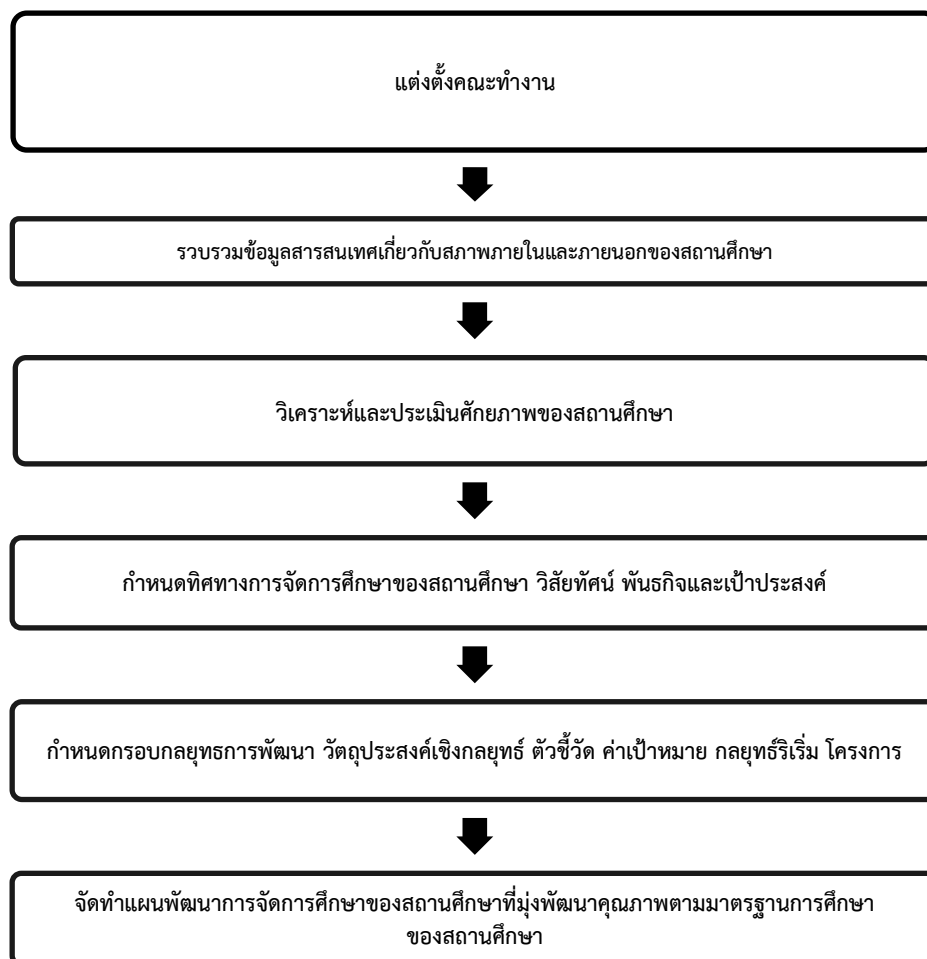 แต่งตั้งคณะทำงาน
รวบรวมข้อมูลสารสนเทศเกี่ยวกับสภาพภายในและภายนอกของสถานศึกษา
วิเคราะห์และประเมินศักยภาพของสถานศึกษา
กำหนดทิศทางการจัดการศึกษาของสถานศึกษา วิสัยทัศน์ พันธกิจและเป้าประสงค์
กำหนดกรอบกลยุทธการพัฒนา วัตถุประสงค์เชิงกลยุทธ์ ตัวชี้วัด ค่าเป้าหมาย กลยุทธ์ริเริ่ม โครงการ
จัดทำแผนพัฒนาการจัดการศึกษาของสถานศึกษาที่มุ่งพัฒนาคุณภาพตามมาตรฐานการศึกษา
ของสถานศึกษา